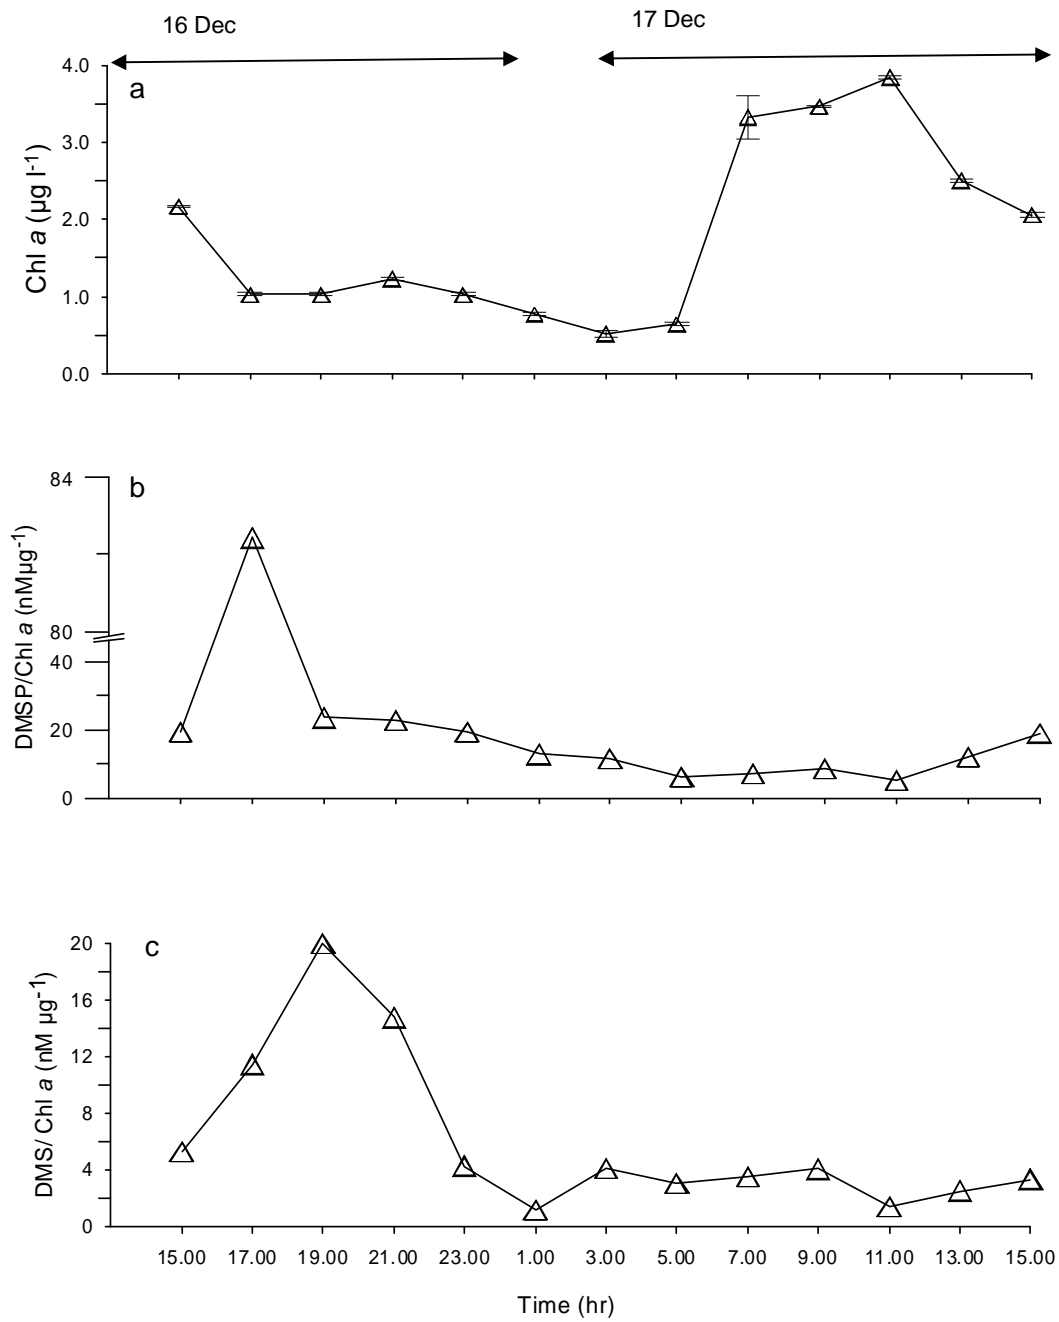 16 Dec
17 Dec
a
4.0
3.0
2.0
1.0
0.0
Chl a (µg l-1)
b
84
80
40
20
0
DMSP/Chl a (nMµg-1)
c
20
16
12
8
4
0
DMS/ Chl a (nM µg-1)
15.00 17.00 19.00 21.00 23.00 1.00 3.00 5.00 7.00 9.00 11.00 13.00 15.00
Time (hr)